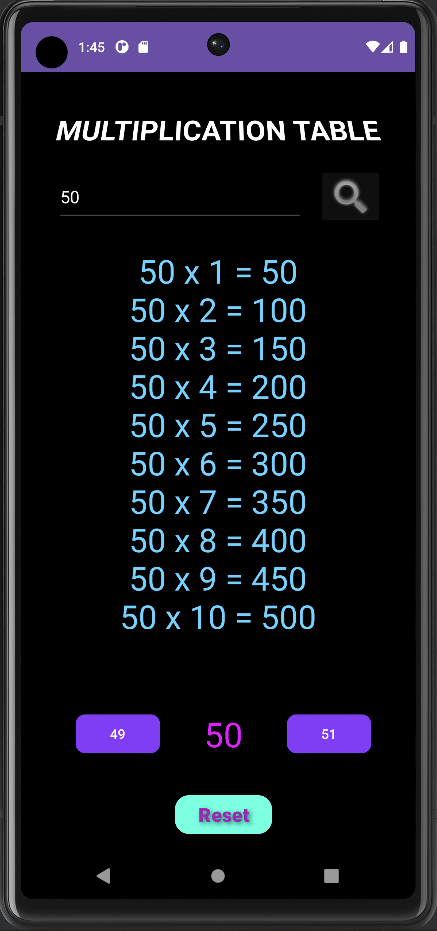 1:45
MULTIPLICATION TABLE
50
50 x 1 = 50
50 x 2 = 100
50 x 3 = 150
50 x 4 = 200
50 x 5 = 250
50 x 6 = 300
50 x 7 = 350
50 x 8 = 400
50 x 9 = 450
50 x 10 = 500
49 50 51
Reset